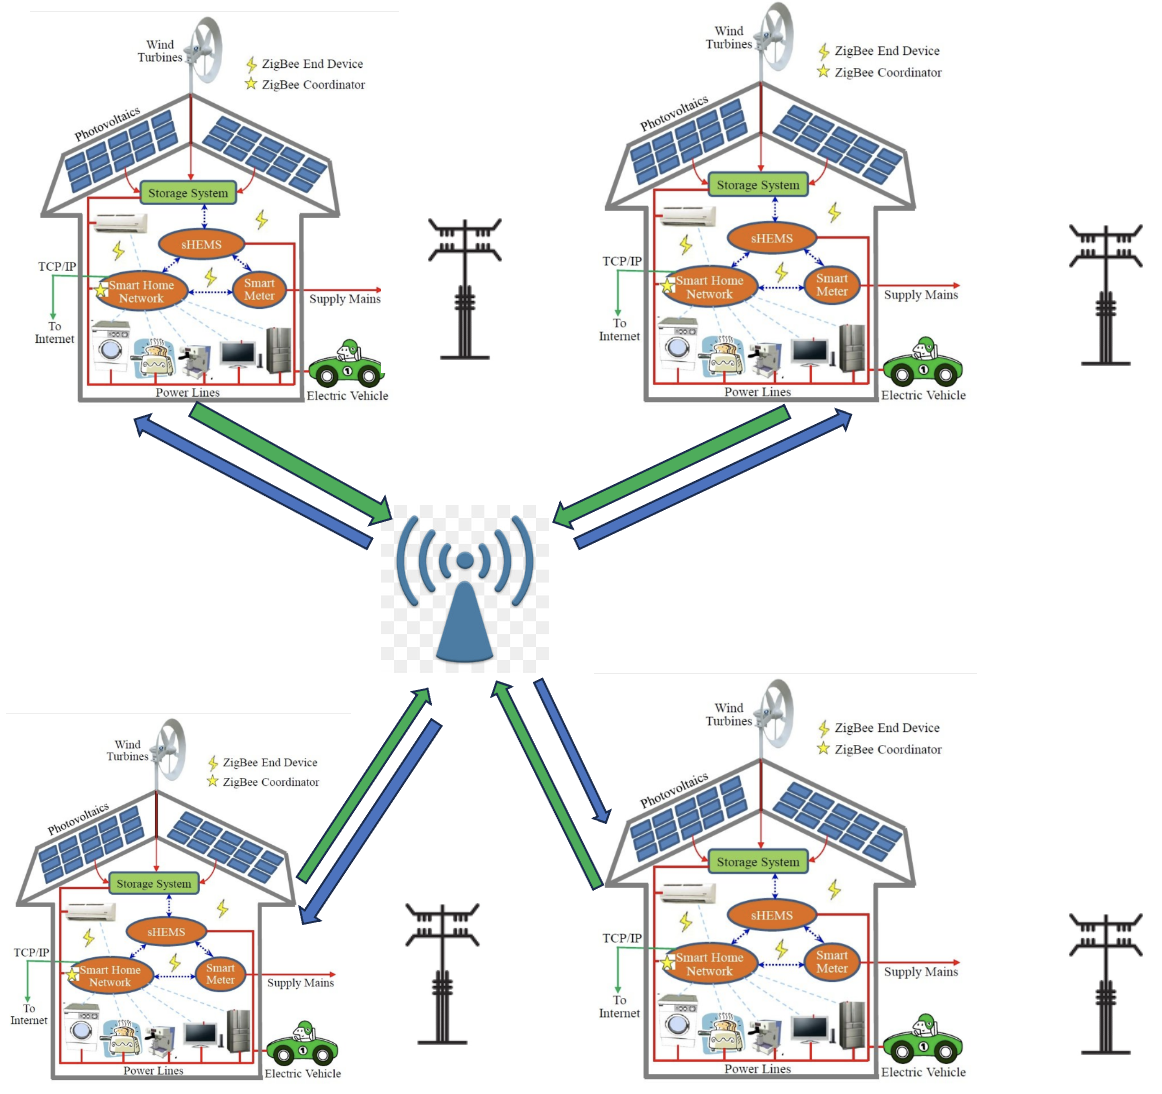 Wind
Turbines
ZigBee End Device
ZigBee Coordinator
Photovoltaics
Storage System
sHEMS
TCP/IP
Smart Home
Network
Smart
Meter
Supply Mains
To
Internet
1
Power Lines
Electric Vehicle
Wind
Turbines
ZigBee End Device
ZigBee Coordinator
Photovoltaics
Storage System
sHEMS
TCP/IP
Smart Home
Network
Smart
Meter
Supply Mains
To
Internet
1
Power Lines
Electric Vehicle
Wind
Turbines
ZigBee End Device
ZigBee Coordinator
Photovoltaics
Storage System
sHEMS
TCP/IP
Smart Home
Network
Smart
Meter
Supply Mains
To
Internet
1
Power Lines
Electric Vehicle
Wind
Turbines
ZigBee End Device
ZigBee Coordinator
Photovoltaics
Storage System
sHEMS
TCP/IP
Smart Home
Network
Smart
Meter
Supply Mains
To
Internet
1
Power Lines
Electric Vehicle